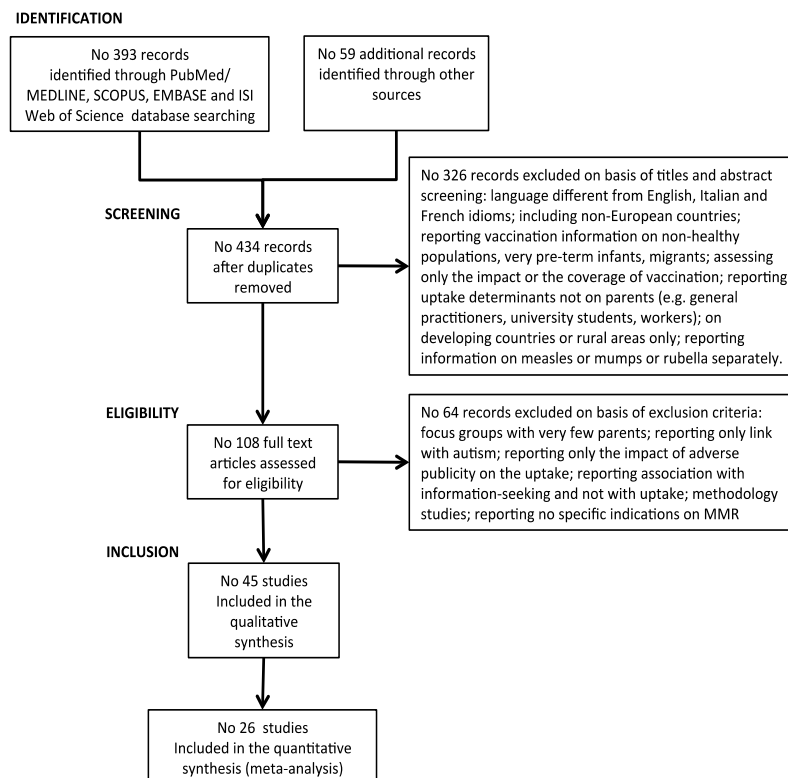 IDENTIFICATION
No 393 records
identified through PubMed/
MEDLINE, SCOPUS, EMBASE and ISI
Web of Science database searching
No 59 additional records
identified through other
sources
SCREENING
No 434 records
after duplicates
removed
No 326 records excluded on basis of titles and abstract
screening: language different from English, Italian and
French idioms; including non-European countries;
reporting vaccination information on non-healthy
populations, very pre-term infants, migrants; assessing
only the impact or the coverage of vaccination; reporting
uptake determinants not on parents (e.g. general
practitioners, university students, workers); on
developing countries or rural areas only; reporting
information on measles or mumps or rubella separately.
ELIGIBILITY
No 108 full text
articles assessed
for eligibility
No 64 records excluded on basis of exclusion criteria:
focus groups with very few parents; reporting only link
with autism; reporting only the impact of adverse
publicity on the uptake; reporting association with
information-seeking and not with uptake; methodology
studies; reporting no specific indications on MMR
INCLUSION
No 45 studies
Included in the
qualitative
synthesis
No 26 studies
Included in the quantitative
synthesis (meta-analysis)